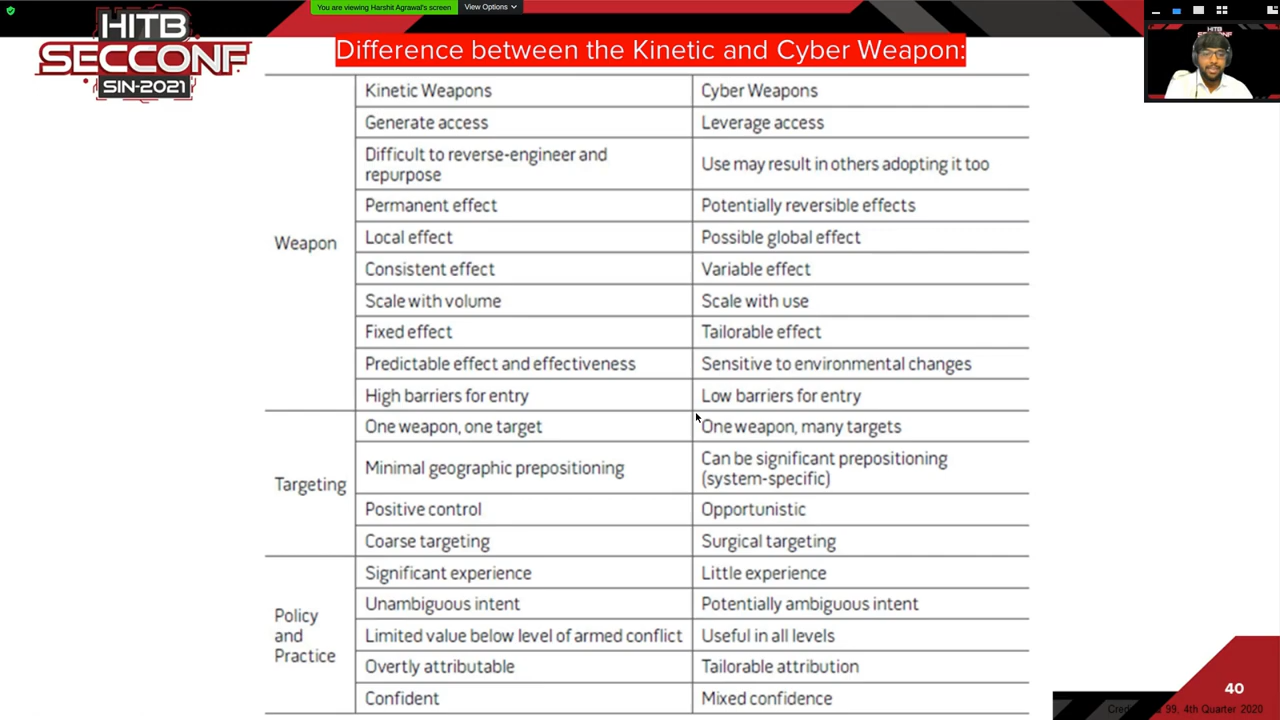 You are viewing Harshit Agrawal's screen
View Options
HITB
SECCONF
SIN-2021
Difference between the Kinetic and Cyber Weapon:
Kinetic Weapons Cyber Weapons
Weapon
Generate access Leverage access
Difficult to reverse-engineer and
repurpose
Use may result in others adopting it too
Permanent effect Potentially reversible effects
Local effect Possible global effect
Consistent effect Variable effect
Scale with volume Scale with use
Fixed effect Tailorable effect
Predictable effect and effectiveness Sensitive to environmental changes
High barriers for entry Low barriers for entry
Targeting
One weapon, one target One weapon, many targets
Minimal geographic prepositioning
Can be significant prepositioning
(system-specific)
Positive control Opportunistic
Coarse targeting Surgical targeting
Policy
and
Practice
Significant experience Little experience
Unambiguous intent Potentially ambiguous intent
Limited value below level of armed conflict Useful in all levels
Overtly attributable Tailorable attribution
Confident Mixed confidence
40
99, 4th Quarter 2020